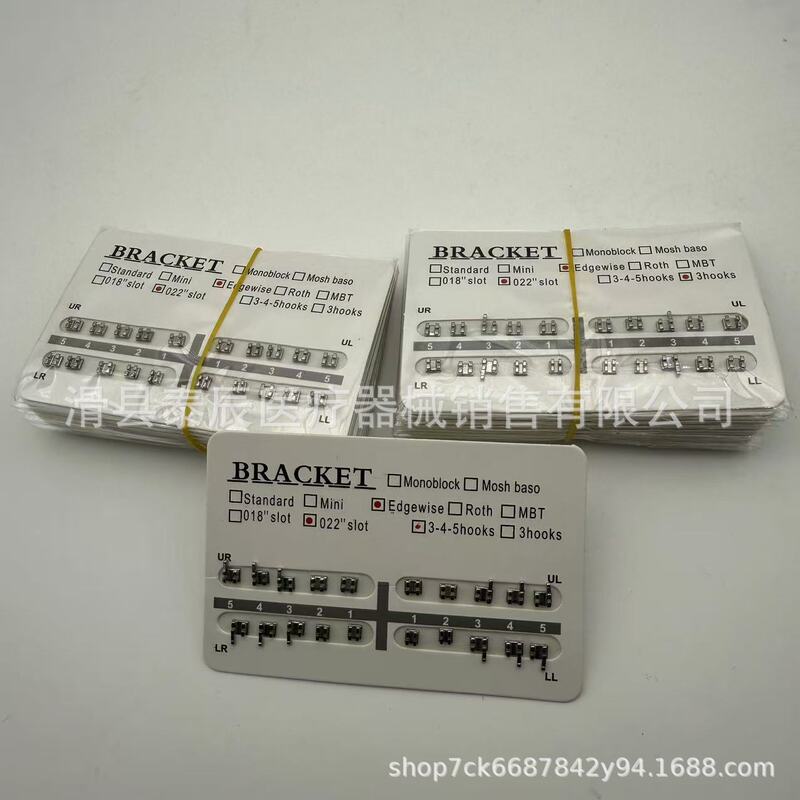 BRACKET Monoblock Mosh baso
Standard Mini Edgewise Roth MBT
018"slot 022"slot 3-4-5hooks 3hooks
UR UL
5 4 3 2 1 1 2 3 4 5
LR LL
BRACKET Monoblock Mosh baso
Standard Mini Edgewise Roth MBT
018"slot 022"slot 3-4-5hooks 3hooks
UR UL
5 4 3 2 1 1 2 3 4 5
LR LL
滑县泰辰医疗器械销售有限公司
BRACKET Monoblock Mosh baso
Standard Mini Edgewise Roth MBT
018"slot 022"slot 3-4-5hooks 3hooks
UR UL
5 4 3 2 1 1 2 3 4 5
LR LL
shop7ck6687842y94.1688.com